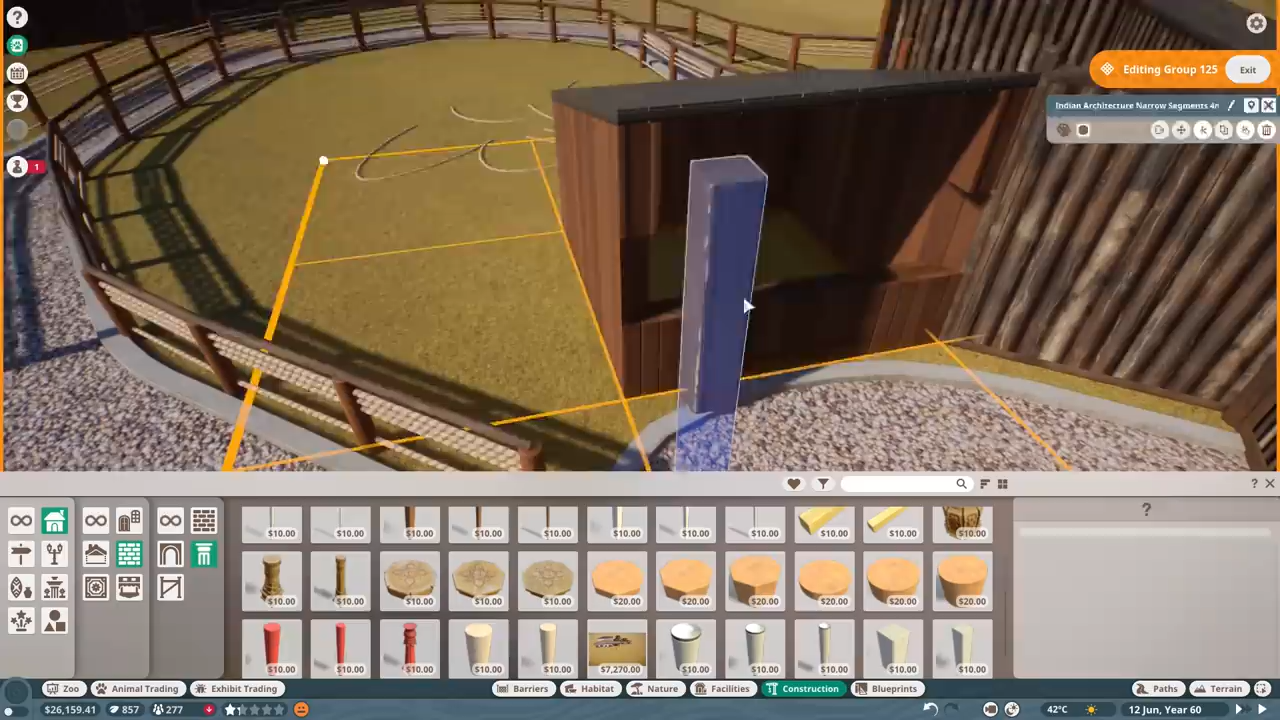 ?
Editing Group 125 Exit
Indian Architecture Narrow Segments 4m
1
? 
$10.00 $10.00 $10.00 $10.00 $10.00 $10.00 $10.00 $10.00 $10.00 $10.00 $10.00
$10.00 $10.00 $10.00 $10.00 $10.00 $20.00 $20.00 $20.00 $20.00 $20.00 $20.00
$10.00 $10.00 $10.00 $10.00 $10.00 $7,270.00 $10.00 $10.00 $10.00 $10.00 $10.00
?
Zoo Animal Trading Exhibit Trading Barriers Habitat Nature Facilities Construction Blueprints Paths Terrain
$26,159.41 857 277 1 42°C 12 Jun, Year 60